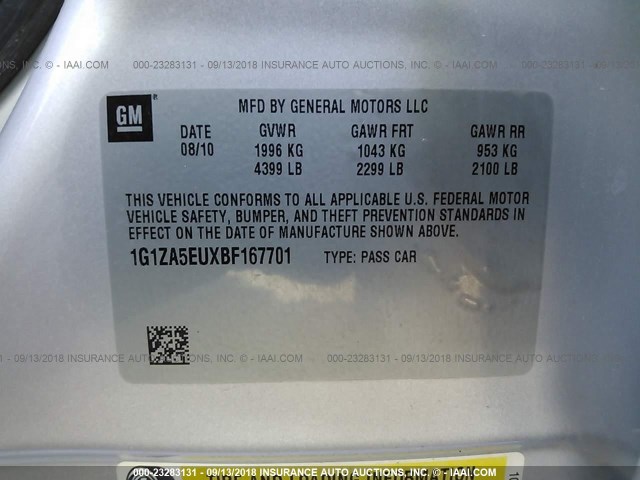 000-23283131 - 09/13/2018 INSURANCE AUTO AUCTIONS, INC. © - IAAI.COM
GM
MFD BY GENERAL MOTORS LLC
DATE GVWR GAWR FRT GAWR RR
08/10 1996 KG 1043 KG 953 KG
4399 LB 2299 LB 2100 LB
THIS VEHICLE CONFORMS TO ALL APPLICABLE U.S. FEDERAL MOTOR
VEHICLE SAFETY, BUMPER, AND THEFT PREVENTION STANDARDS IN
EFFECT ON THE DATE OF MANUFACTURE SHOWN ABOVE.
1G1ZA5EUXBF167701 TYPE: PASS CAR
000-23283131 - 09/13/2018 INSURANCE AUTO AUCTIONS, INC. © - IAAI.COM
TIRE AND LOADING INFORMATION
000-23283131 - 09/13/2018 INSURANCE AUTO AUCTIONS, INC. © - IAAI.COM